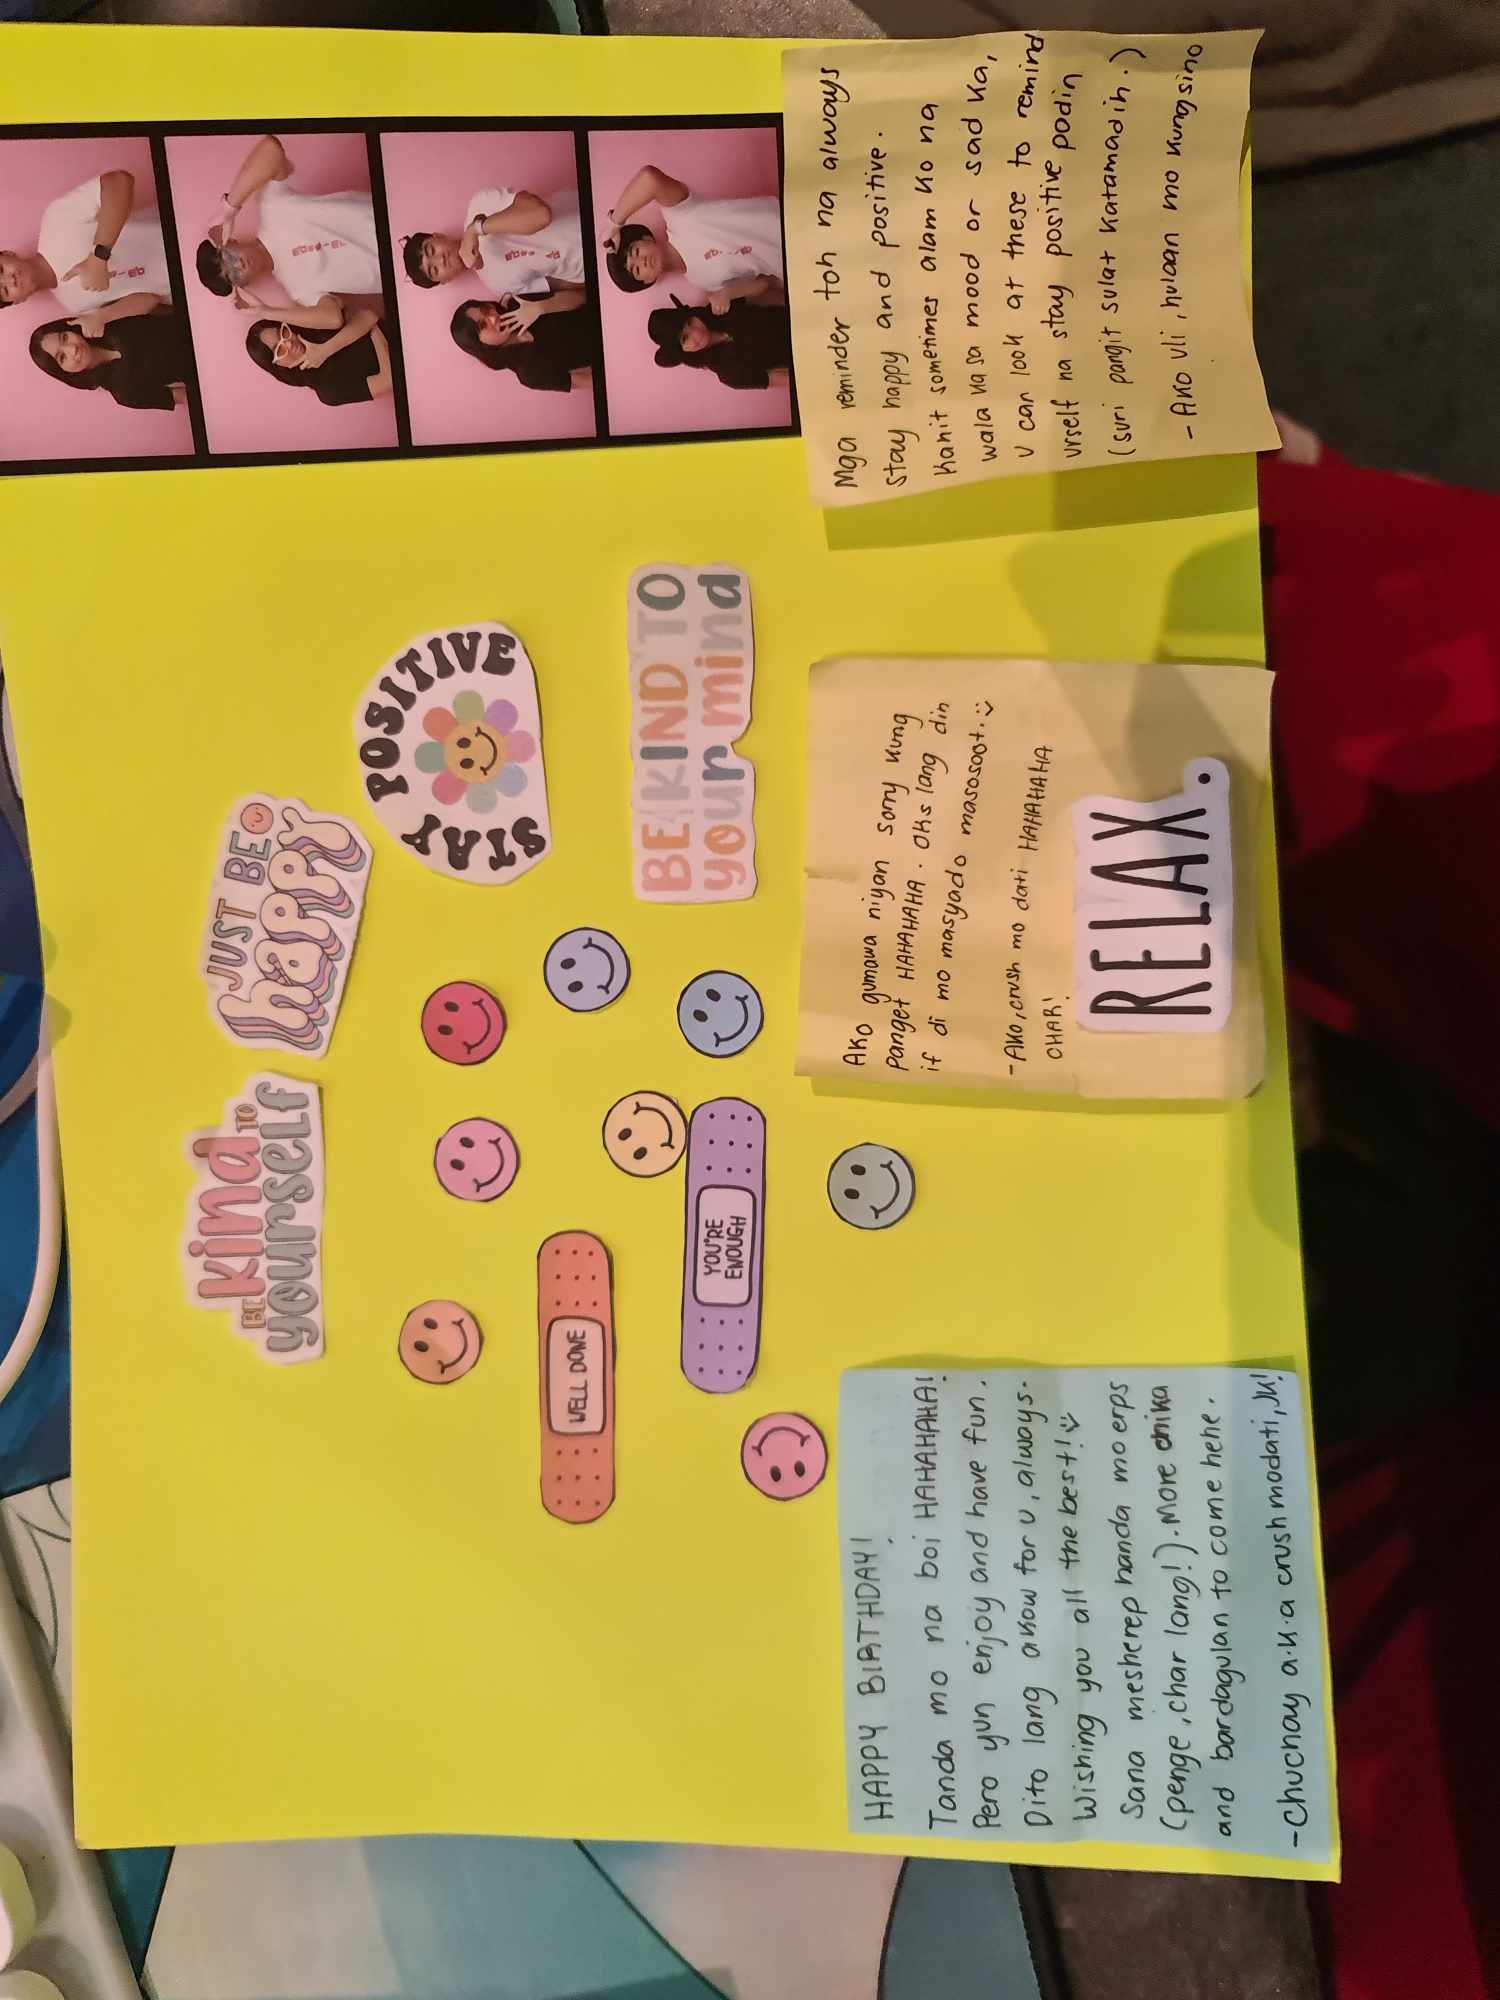 BE kind TO
yourself
JUST BE
happy
STAY POSITIVE
WELL DONE
YOU'RE
ENOUGH
BE KIND TO
your mind
HAPPY BIRTHDAY!
Tanda mo na boi HAHAHAHA!
Pero yun enjoy and have fun.
Dito lang akow for u, always.
Wishing you all the best!
Sana mesherep handa mo erps
(penge, char lang!). More chika
and bardagulan to come hehe.
- Chuchay a.k.a crush mo dati, JK!
Ako gumawa niyan sorry kung
panget HAHAHAHA. Oks lang din
if di mo masyado masosoot.
- Ako, crush mo dati HAHAHAHA
CHAR!
RELAX.
Mga reminder toh na always
stay happy and positive.
Kahit sometimes alam ko na
wala ka sa mood or sad ka,
U can look at these to remind
urself na stay positive padin
(suri pangit sulat katamadih.)
- Ako uli, hulaan mo kung sino